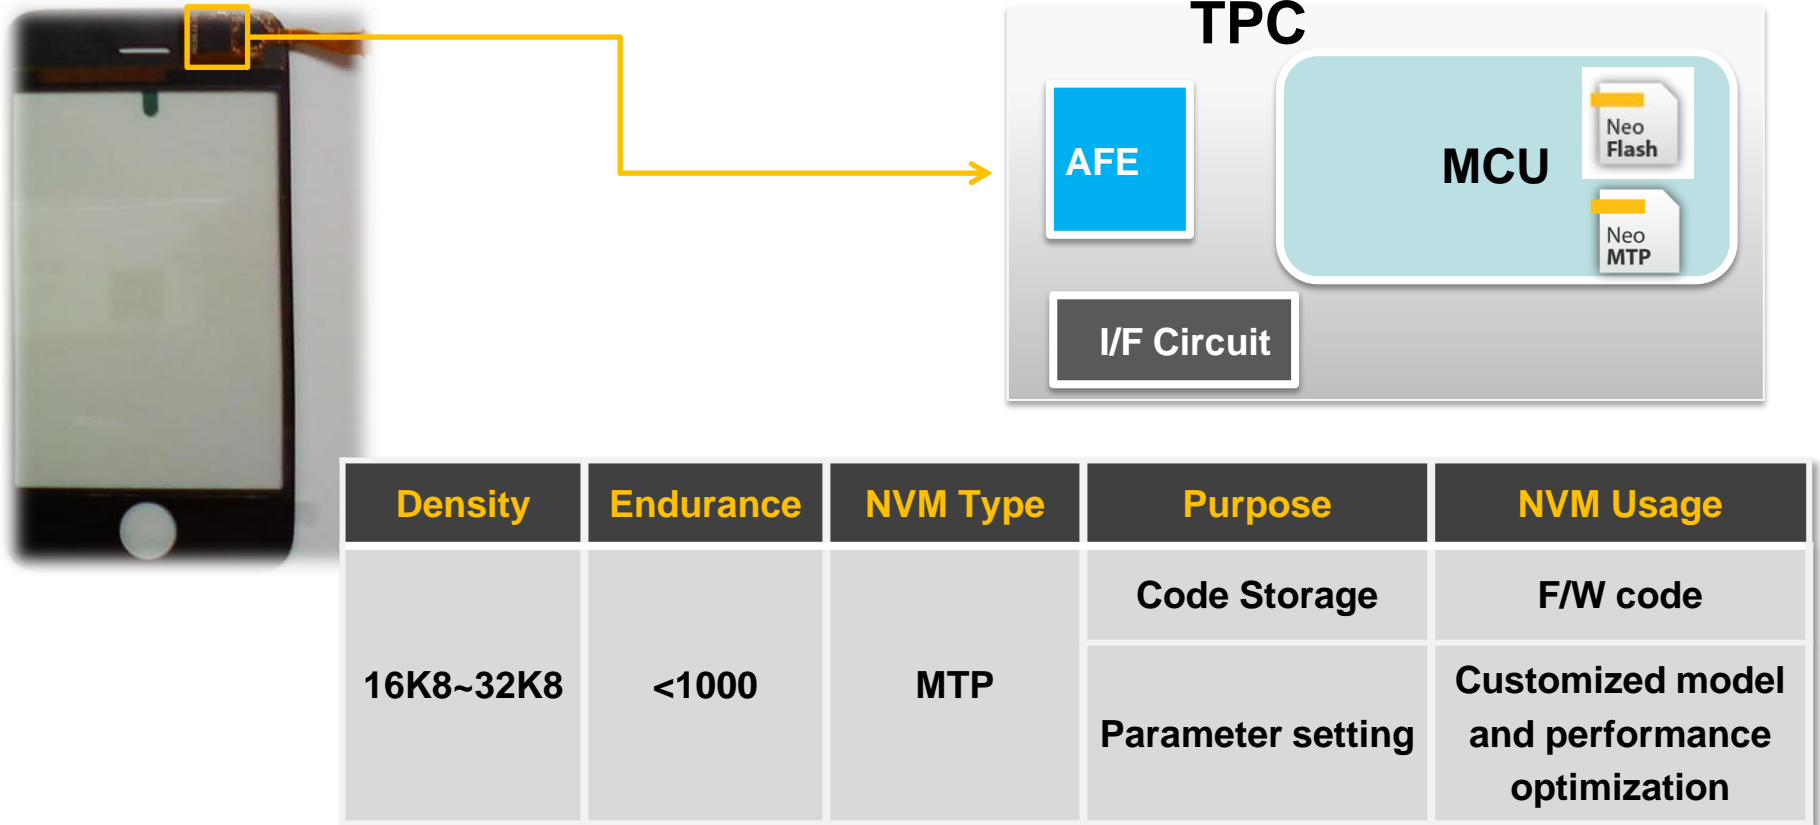 TPC
AFE
MCU
Neo
Flash
Neo
MTP
I/F Circuit
Density Endurance NVM Type Purpose NVM Usage
16K8~32K8 <1000 MTP
Code Storage F/W code
Parameter setting
Customized model
and performance
optimization